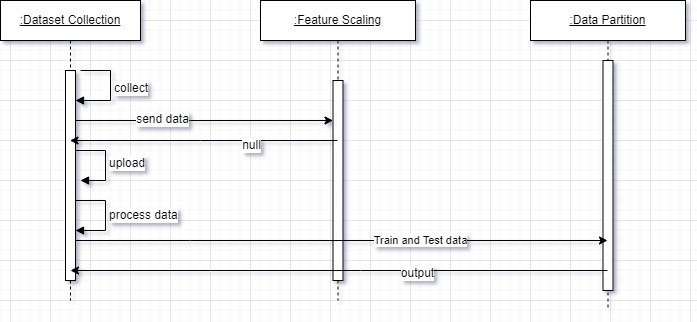 :Dataset Collection
:Feature Scaling
:Data Partition
collect
send data
null
upload
process data
Train and Test data
output